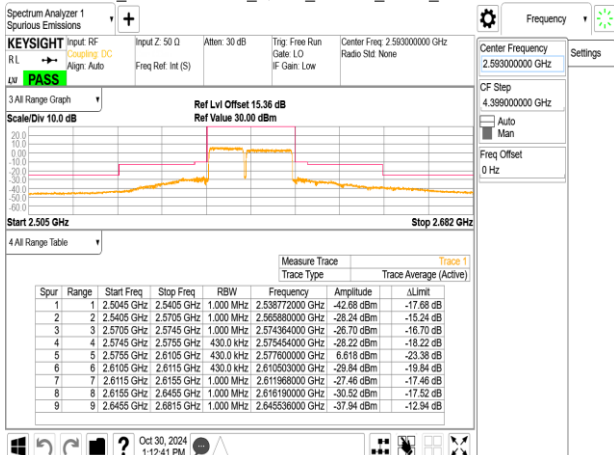 Spectrum Analyzer 1
Spurious Emissions
Frequency
KEYSIGHT Input: RF Input Z: 50 Ω Atten: 30 dB Trig: Free Run Center Freq: 2.593000000 GHz
RL Coupling: DC Gate: LO Radio Std: None
Align: Auto Freq Ref: Int (S) IF Gain: Low
PASS
Center Frequency
2.593000000 GHz
Settings
CF Step
4.399000000 GHz
Auto
Man
Freq Offset
0 Hz
3 All Range Graph
Ref Lvl Offset 15.36 dB
Scale/Div 10.0 dB Ref Value 30.00 dBm
20.0
10.0
0.00
-10.0
-20.0
-30.0
-40.0
-50.0
-60.0
Start 2.505 GHz Stop 2.682 GHz
4 All Range Table
Measure Trace Trace 1
Trace Type Trace Average (Active)
Spur Range Start Freq Stop Freq RBW Frequency Amplitude ΔLimit
1 1 2.5045 GHz 2.5405 GHz 1.000 MHz 2.538772000 GHz -42.68 dBm -17.68 dB
2 2 2.5405 GHz 2.5705 GHz 1.000 MHz 2.565880000 GHz -28.24 dBm -15.24 dB
3 3 2.5705 GHz 2.5745 GHz 1.000 MHz 2.574364000 GHz -26.70 dBm -16.70 dB
4 4 2.5745 GHz 2.5755 GHz 430.0 kHz 2.575454000 GHz -28.22 dBm -18.22 dB
5 5 2.5755 GHz 2.6105 GHz 430.0 kHz 2.577600000 GHz 6.618 dBm -23.38 dB
6 6 2.6105 GHz 2.6115 GHz 430.0 kHz 2.610503000 GHz -29.84 dBm -19.84 dB
7 7 2.6115 GHz 2.6155 GHz 1.000 MHz 2.611968000 GHz -27.46 dBm -17.46 dB
8 8 2.6155 GHz 2.6455 GHz 1.000 MHz 2.616190000 GHz -30.52 dBm -17.52 dB
9 9 2.6455 GHz 2.6815 GHz 1.000 MHz 2.645536000 GHz -37.94 dBm -12.94 dB
Oct 30, 2024
1:12:41 PM